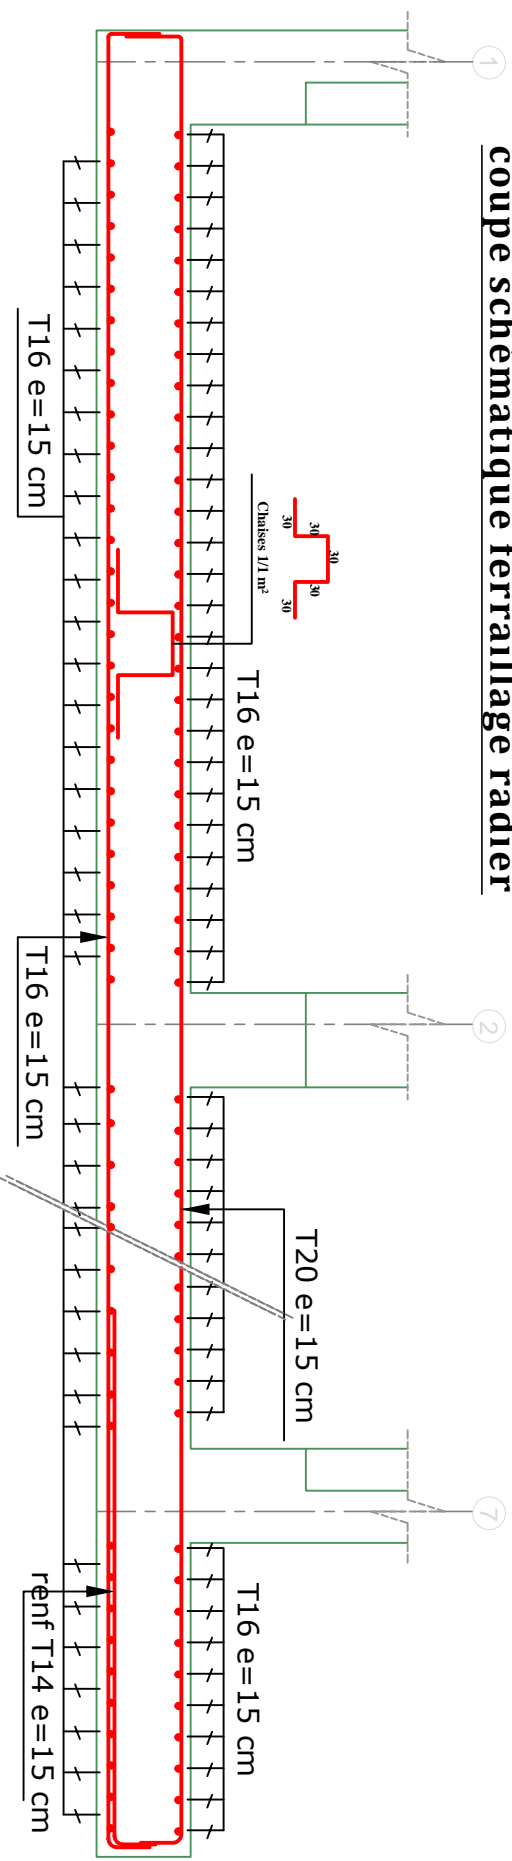 coupe schématique ferraillage radier
1
2
7
30
30
30
30
30
Chaises 1/1 m²
T16 e=15 cm
T20 e=15 cm
T16 e=15 cm
T16 e=15 cm
T16 e=15 cm
renf T14 e=15 cm